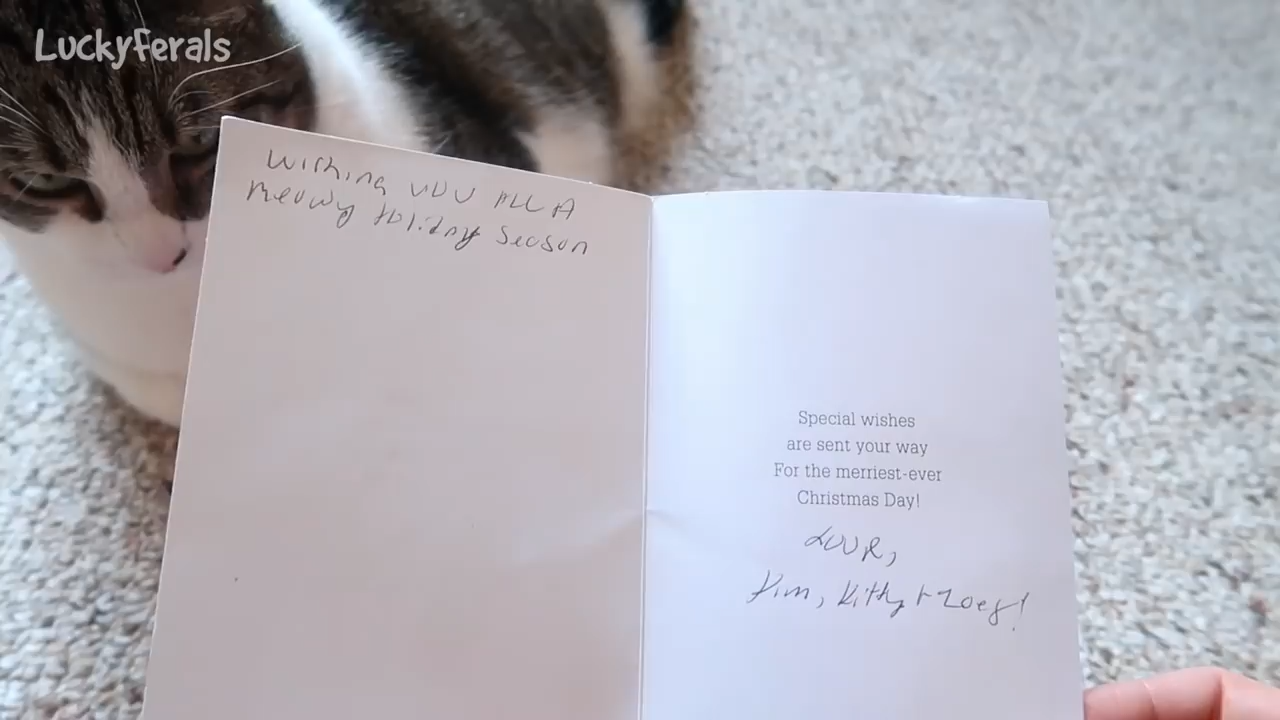 LuckyFerals
Wishing you ALL A
Meowy Holiday Season
Special wishes
are sent your way
For the merriest-ever
Christmas Day!
Love,
Kim, Kitty + Zoey!